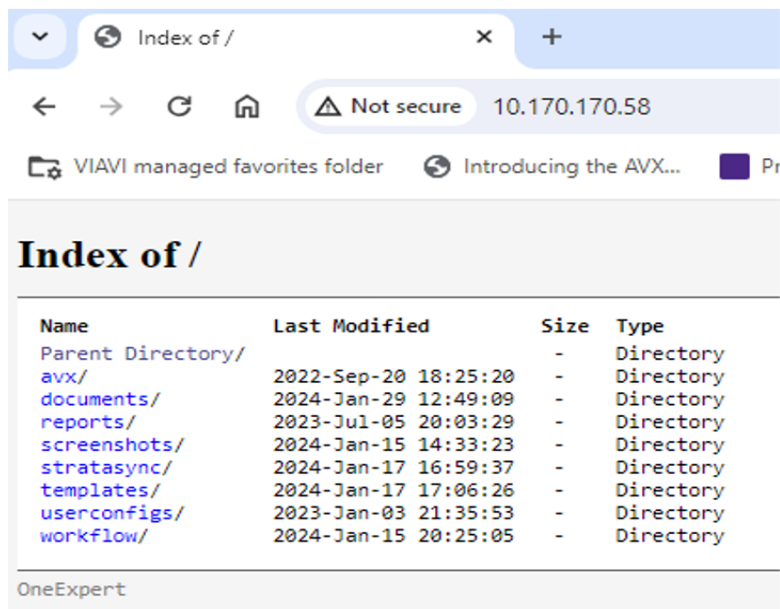 Index of /
Not secure 10.170.170.58
VIAVI managed favorites folder Introducing the AVX... Pr
Index of /
Name Last Modified Size Type
Parent Directory/ - Directory
avx/ 2022-Sep-20 18:25:20 - Directory
documents/ 2024-Jan-29 12:49:09 - Directory
reports/ 2023-Jul-05 20:03:29 - Directory
screenshots/ 2024-Jan-15 14:33:23 - Directory
stratasync/ 2024-Jan-17 16:59:37 - Directory
templates/ 2024-Jan-17 17:06:26 - Directory
userconfigs/ 2023-Jan-03 21:35:53 - Directory
workflow/ 2024-Jan-15 20:25:05 - Directory
OneExpert